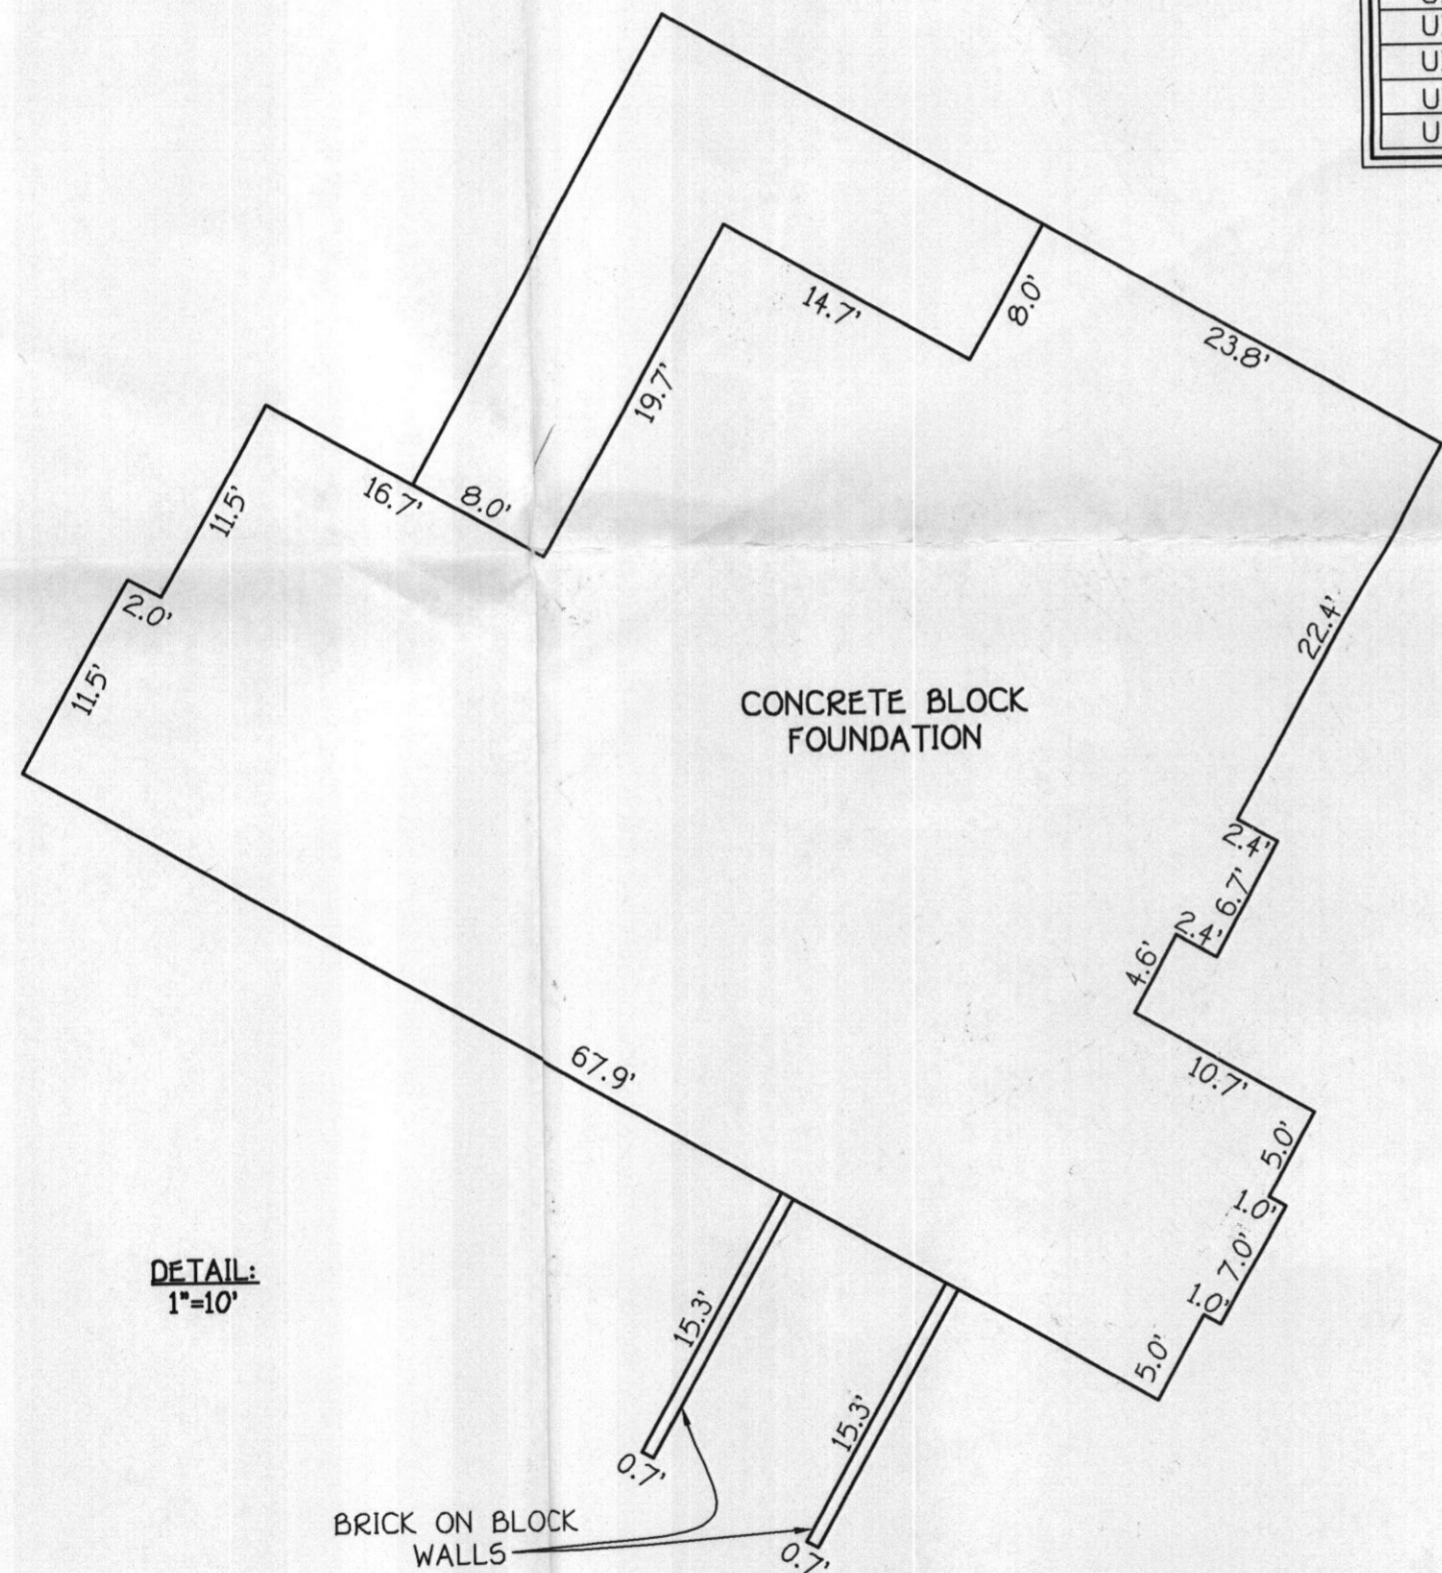 U
U
U
U
14.7'
8.0'
23.8'
19.7'
16.7'
8.0'
11.5'
2.0'
11.5'
22.4'
CONCRETE BLOCK
FOUNDATION
2.4'
6.7'
2.4'
4.6'
67.9'
10.7'
5.0'
1.0'
7.0'
1.0'
5.0'
DETAIL:
1"=10'
15.3'
15.3'
0.7'
BRICK ON BLOCK
WALLS
0.7'